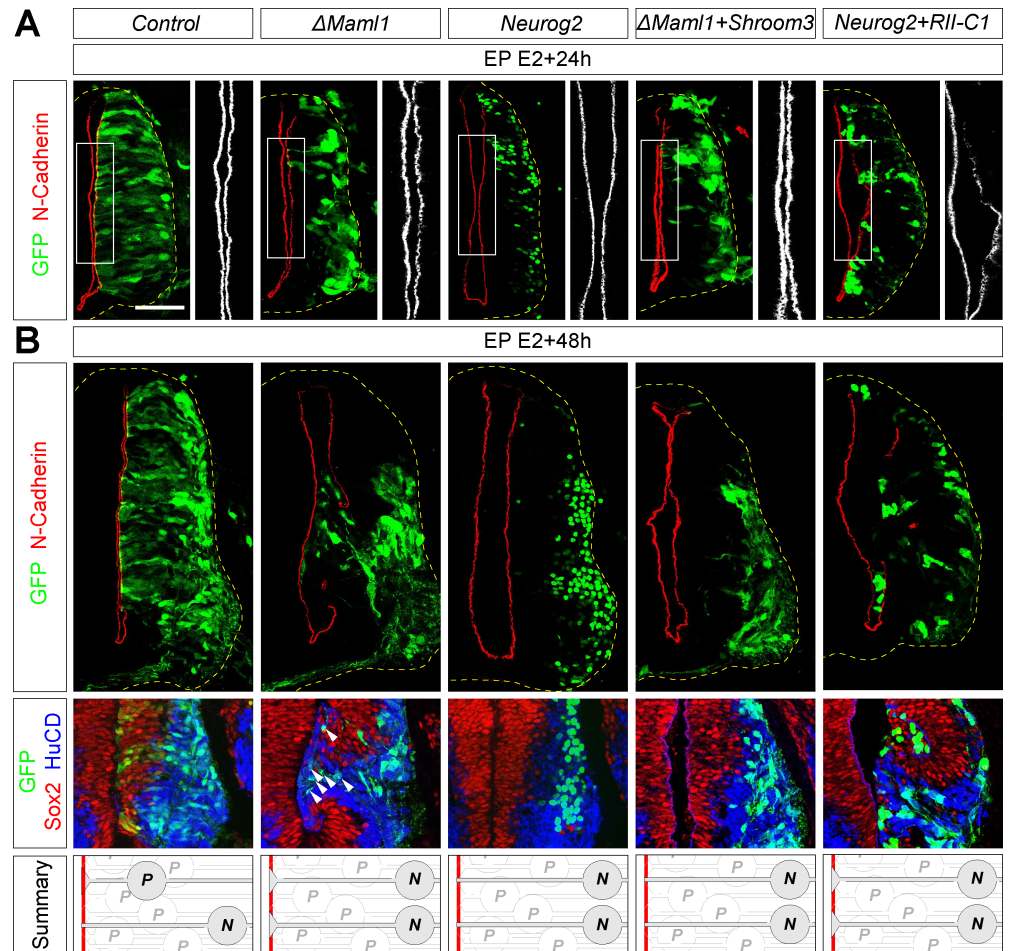 A
Control
ΔMaml1
Neurog2
ΔMaml1+Shroom3
Neurog2+RII-C1
EP E2+24h
GFP N-Cadherin
B
EP E2+48h
GFP N-Cadherin
GFP
Sox2 HuCD
Summary
P
P
P
P
P
P
N
P
P
P
P
N
P
P
N
P
P
P
P
N
P
P
N
P
P
P
P
N
P
P
N
P
P
P
P
N
P
P
N